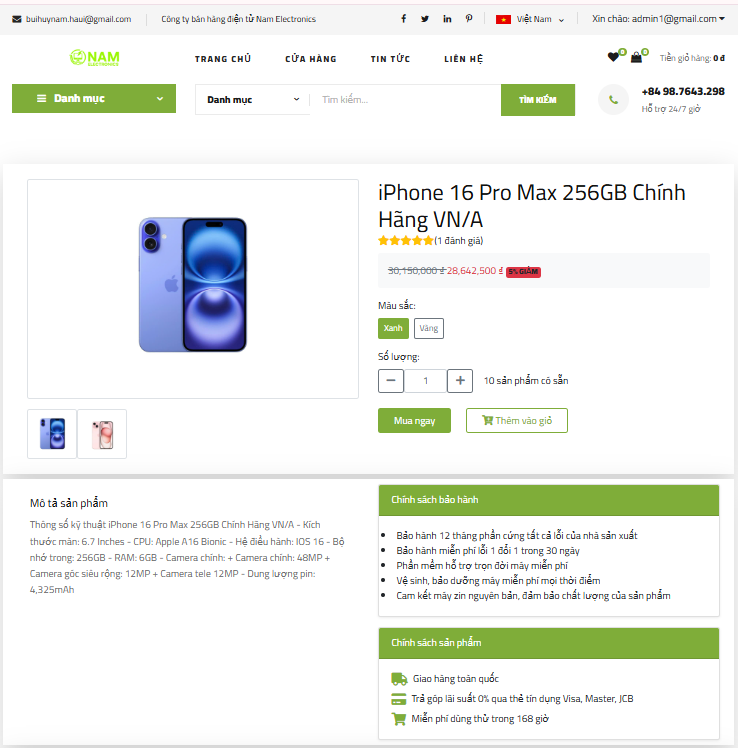 buihuynam.haui@gmail.com
Công ty bán hàng điện tử Nam Electronics
Việt Nam
Xin chào: admin1@gmail.com
NAM
ELECTRONICS
TRANG CHỦ
CỬA HÀNG
TIN TỨC
LIÊN HỆ
0
0
Tiền giỏ hàng: 0 đ
Danh mục
Danh mục
Tìm kiếm...
TÌM KIẾM
+84 98.7643.298
Hỗ trợ 24/7 giờ
iPhone 16 Pro Max 256GB Chính
Hãng VN/A
(1 đánh giá)
30,150,000 đ 28,642,500 đ 5% GIẢM
Màu sắc:
Xanh
Vàng
Số lượng:
1
10 sản phẩm có sẵn
Mua ngay
Thêm vào giỏ
Mô tả sản phẩm
Thông số kỹ thuật iPhone 16 Pro Max 256GB Chính Hãng VN/A - Kích
thước màn: 6.7 Inches - CPU: Apple A16 Bionic - Hệ điều hành: IOS 16 - Bộ
nhớ trong: 256GB - RAM: 6GB - Camera chính: + Camera chính: 48MP +
Camera góc siêu rộng: 12MP + Camera tele 12MP - Dung lượng pin:
4,325mAh
Chính sách bảo hành
Bảo hành 12 tháng phần cứng tất cả lỗi của nhà sản xuất
Bảo hành miễn phí lỗi 1 đổi 1 trong 30 ngày
Phần mềm hỗ trợ trọn đời máy miễn phí
Vệ sinh, bảo dưỡng máy miễn phí mọi thời điểm
Cam kết máy zin nguyên bản, đảm bảo chất lượng của sản phẩm
Chính sách sản phẩm
Giao hàng toàn quốc
Trả góp lãi suất 0% qua thẻ tín dụng Visa, Master, JCB
Miễn phí dùng thử trong 168 giờ